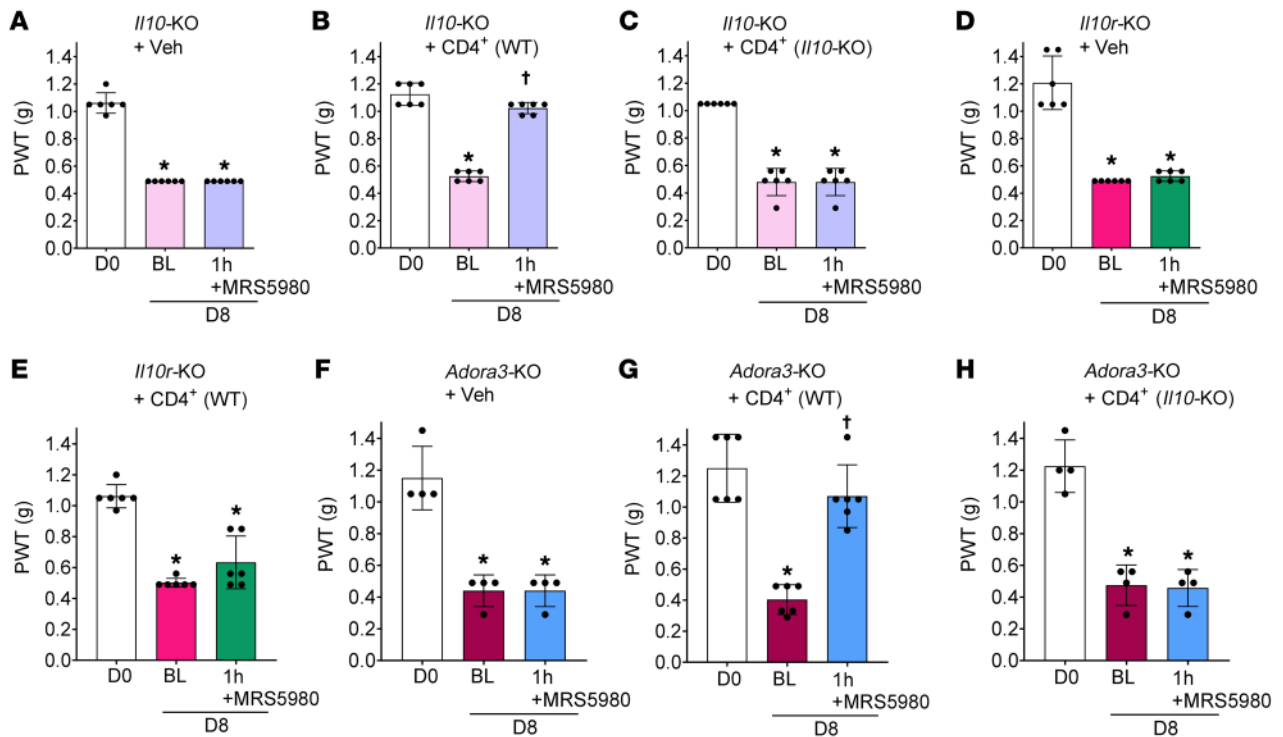 A
Il10-KO
+ Veh
PWT (g)
1.4
1.2
1.0
0.8
0.6
0.4
0.2
0.0
*
*
D0
BL
1h
+MRS5980
D8
B
Il10-KO
+ CD4⁺ (WT)
PWT (g)
1.4
1.2
1.0
0.8
0.6
0.4
0.2
0.0
*
†
D0
BL
1h
+MRS5980
D8
C
Il10-KO
+ CD4⁺ (Il10-KO)
PWT (g)
1.4
1.2
1.0
0.8
0.6
0.4
0.2
0.0
*
*
D0
BL
1h
+MRS5980
D8
D
Il10r-KO
+ Veh
PWT (g)
1.4
1.2
1.0
0.8
0.6
0.4
0.2
0.0
*
*
D0
BL
1h
+MRS5980
D8
E
Il10r-KO
+ CD4⁺ (WT)
PWT (g)
1.4
1.2
1.0
0.8
0.6
0.4
0.2
0.0
*
*
D0
BL
1h
+MRS5980
D8
F
Adora3-KO
+ Veh
PWT (g)
1.4
1.2
1.0
0.8
0.6
0.4
0.2
0.0
*
*
D0
BL
1h
+MRS5980
D8
G
Adora3-KO
+ CD4⁺ (WT)
PWT (g)
1.4
1.2
1.0
0.8
0.6
0.4
0.2
0.0
*
†
D0
BL
1h
+MRS5980
D8
H
Adora3-KO
+ CD4⁺ (Il10-KO)
PWT (g)
1.4
1.2
1.0
0.8
0.6
0.4
0.2
0.0
*
*
D0
BL
1h
+MRS5980
D8